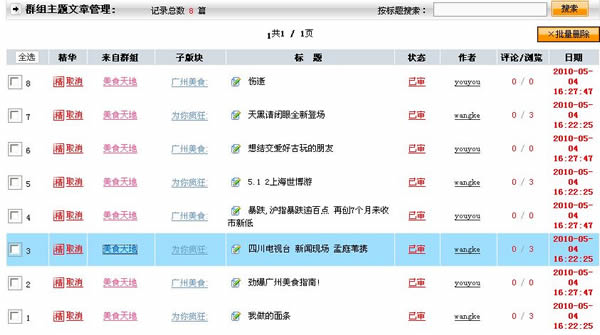 群组主题文章管理： 记录总数 8 篇 按标题搜索： 搜索
1共1 / 1页 ×批量删除
全选 精华 来自群组 子版块 标 题 状态 作者 评论/浏览 日期
8 精 取消 美食天地 广州美食: 伤逐 已审 youyou 0 / 0 2010-05-04 16:27:47
7 精 取消 美食天地 为你疯狂: 天黑请闭眼全新登场 已审 wangke 0 / 3 2010-05-04 16:22:25
6 精 取消 美食天地 广州美食: 想结交爱好古玩的朋友 已审 youyou 0 / 0 2010-05-04 16:27:47
5 精 取消 美食天地 为你疯狂: 5.1 2上海世博游 已审 wangke 0 / 3 2010-05-04 16:22:25
4 精 取消 美食天地 广州美食: 暴跌,沪指暴跌逾百点 再创7个月来收市新低 已审 youyou 0 / 0 2010-05-04 16:27:47
3 精 取消 美食天地 为你疯狂: 四川电视台 新闻现场 孟庭苇携 已审 wangke 0 / 3 2010-05-04 16:22:25
2 精 取消 美食天地 广州美食: 劲爆广州美食指南! 已审 youyou 0 / 0 2010-05-04 16:27:47
1 精 取消 美食天地 为你疯狂: 我做的面条 已审 wangke 0 / 3 2010-05-04 16:22:25